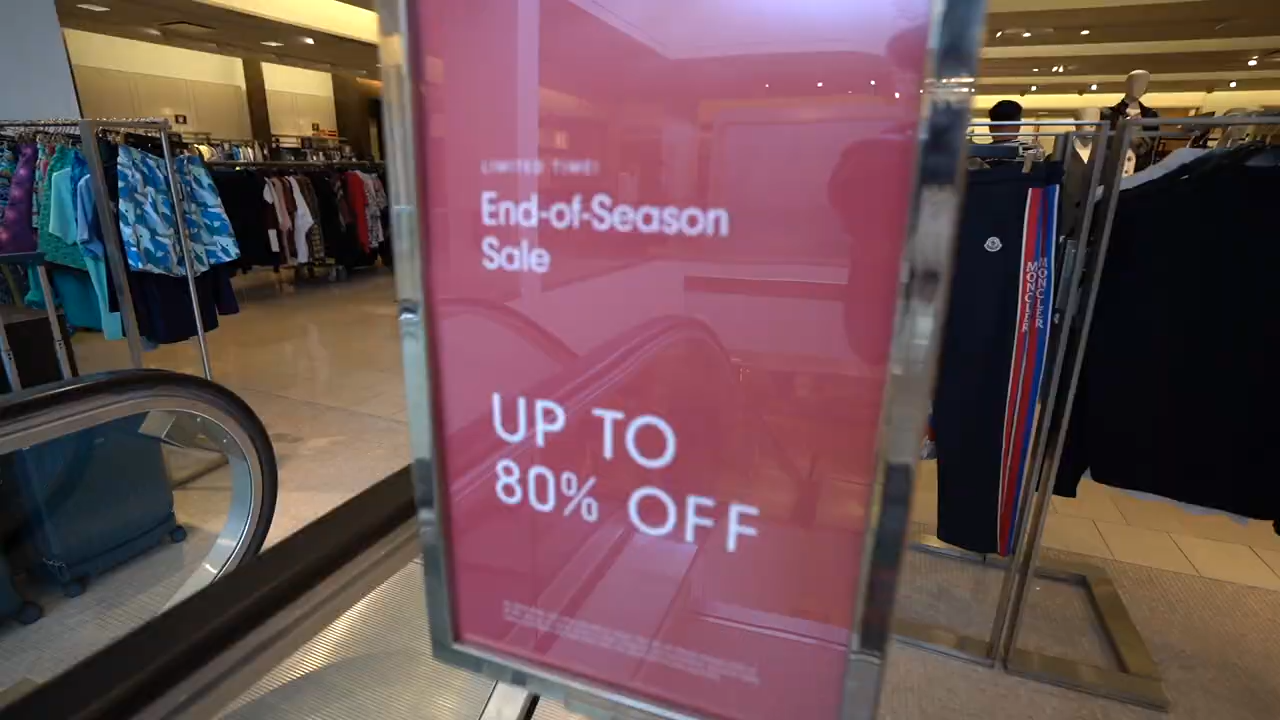 LIMITED TIME!
End-of-Season
Sale
UP TO
80% OFF
MONCLER
MONCLER